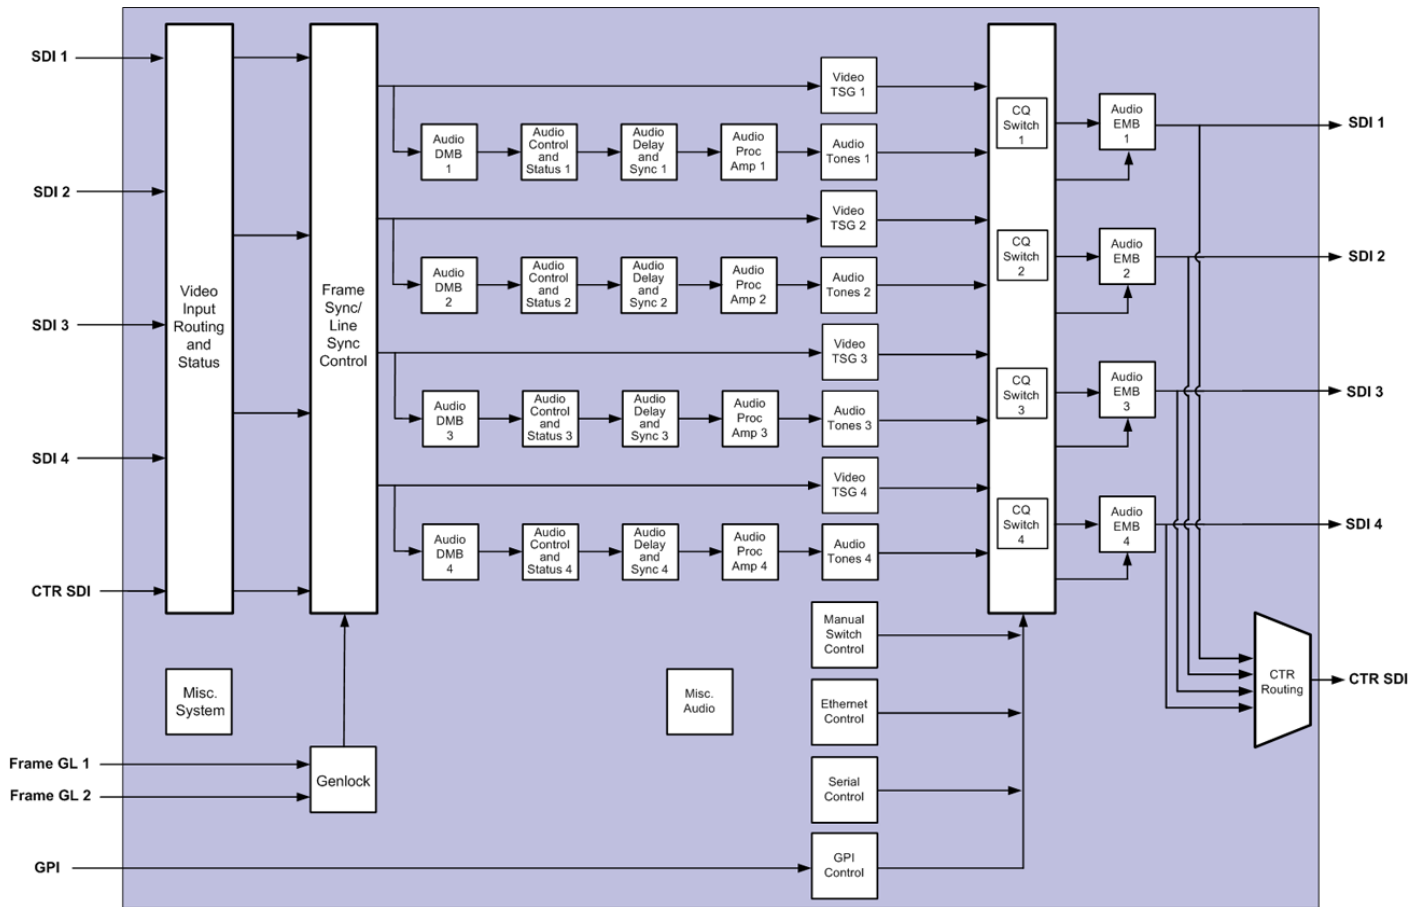 SDI 1
SDI 2
SDI 3
SDI 4
CTR SDI
Frame GL 1
Frame GL 2
GPI
Video
Input
Routing
and
Status
Frame
Sync/
Line
Sync
Control
Misc.
System
Genlock
Video
TSG 1
Audio
DMB
1
Audio
Control
and
Status 1
Audio
Delay
and
Sync 1
Audio
Proc
Amp 1
Audio
Tones 1
Video
TSG 2
Audio
DMB
2
Audio
Control
and
Status 2
Audio
Delay
and
Sync 2
Audio
Proc
Amp 2
Audio
Tones 2
Video
TSG 3
Audio
DMB
3
Audio
Control
and
Status 3
Audio
Delay
and
Sync 3
Audio
Proc
Amp 3
Audio
Tones 3
Video
TSG 4
Audio
DMB
4
Audio
Control
and
Status 4
Audio
Delay
and
Sync 4
Audio
Proc
Amp 4
Audio
Tones 4
Misc.
Audio
Manual
Switch
Control
Ethernet
Control
Serial
Control
GPI
Control
CQ
Switch
1
CQ
Switch
2
CQ
Switch
3
CQ
Switch
4
Audio
EMB
1
Audio
EMB
2
Audio
EMB
3
Audio
EMB
4
CTR
Routing
SDI 1
SDI 2
SDI 3
SDI 4
CTR SDI